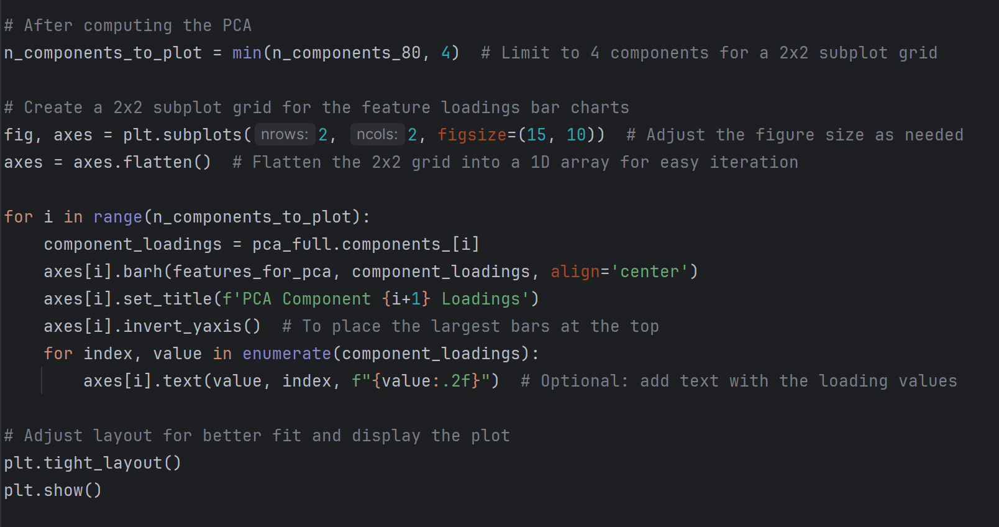 # After computing the PCA
n_components_to_plot = min(n_components_80, 4)  # Limit to 4 components for a 2x2 subplot grid

# Create a 2x2 subplot grid for the feature loadings bar charts
fig, axes = plt.subplots( nrows: 2,  ncols: 2, figsize=(15, 10))  # Adjust the figure size as needed
axes = axes.flatten()  # Flatten the 2x2 grid into a 1D array for easy iteration

for i in range(n_components_to_plot):
    component_loadings = pca_full.components_[i]
    axes[i].barh(features_for_pca, component_loadings, align='center')
    axes[i].set_title(f'PCA Component {i+1} Loadings')
    axes[i].invert_yaxis()  # To place the largest bars at the top
    for index, value in enumerate(component_loadings):
        axes[i].text(value, index, f"{value:.2f}")  # Optional: add text with the loading values

# Adjust layout for better fit and display the plot
plt.tight_layout()
plt.show()